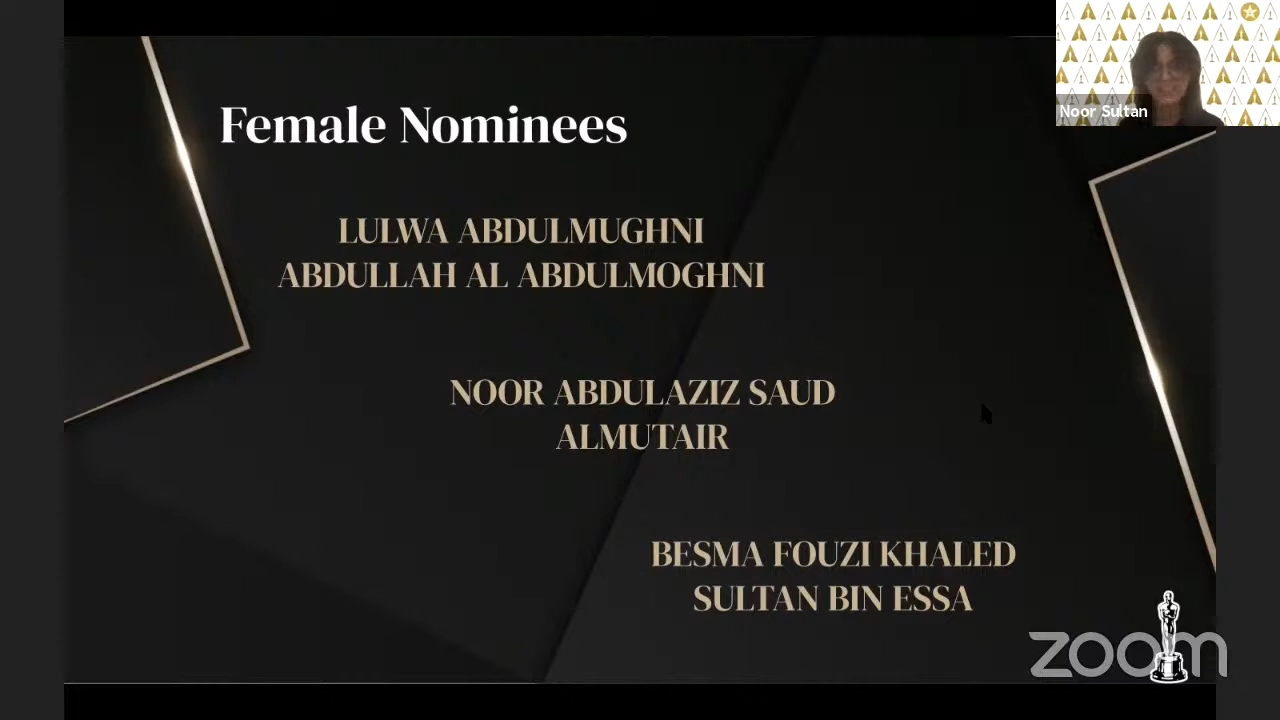 Female Nominees
LULWA ABDULMUGHNI
ABDULLAH AL ABDULMOGHNI
NOOR ABDULAZIZ SAUD
ALMUTAIR
BESMA FOUZI KHALED
SULTAN BIN ESSA
Noor Sultan
zoom